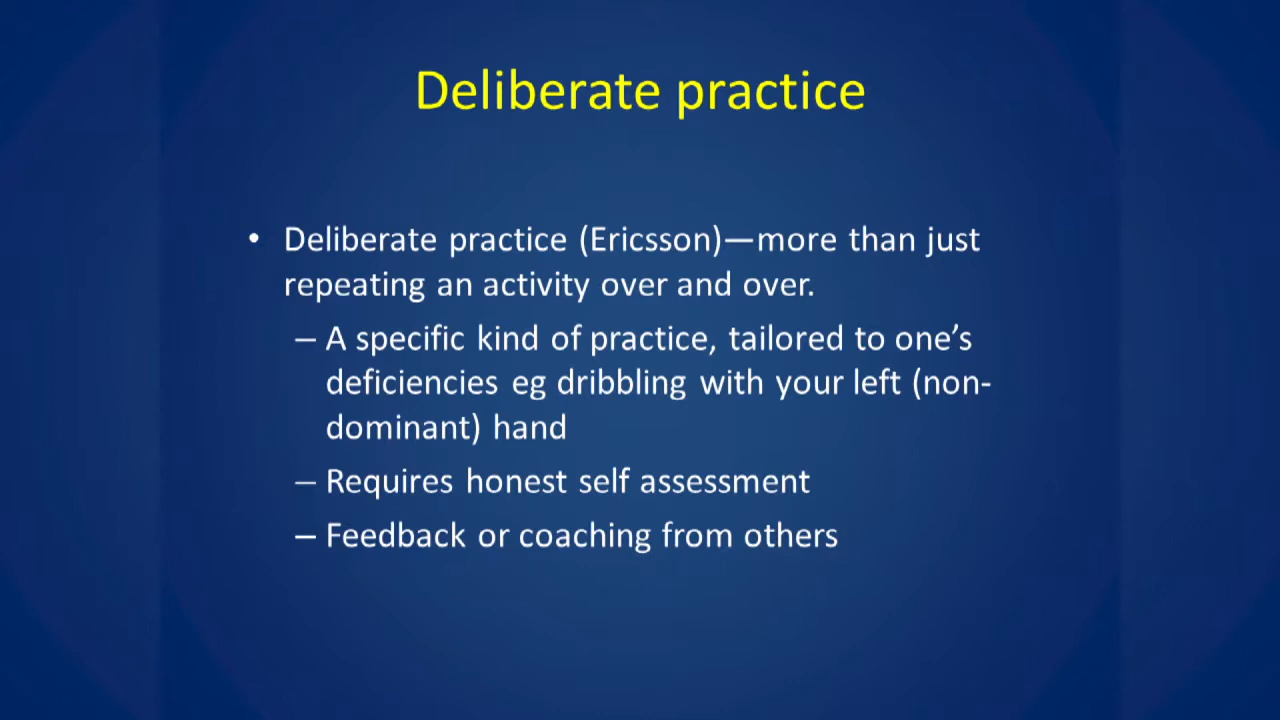 Deliberate practice
• Deliberate practice (Ericsson)—more than just
repeating an activity over and over.
– A specific kind of practice, tailored to one’s
deficiencies eg dribbling with your left (non-
dominant) hand
– Requires honest self assessment
– Feedback or coaching from others